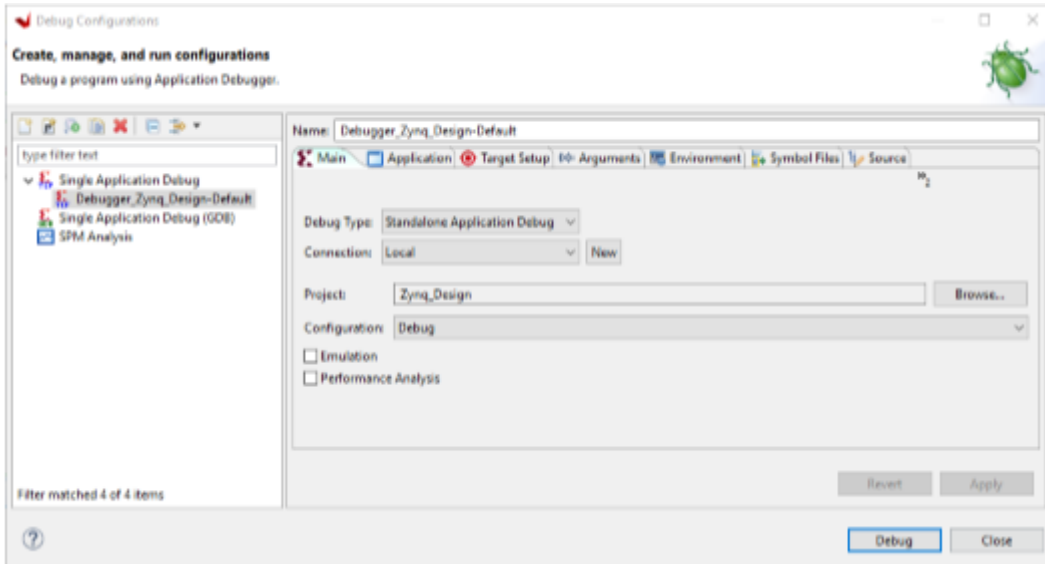 Debug Configurations
Create, manage, and run configurations
Debug a program using Application Debugger.
type filter text
Single Application Debug
Debugger_Zynq_Design-Default
Single Application Debug (GDB)
SPM Analysis
Filter matched 4 of 4 items
Name: Debugger_Zynq_Design-Default
Main Application Target Setup Arguments Environment Symbol Files Source
»2
Debug Type: Standalone Application Debug
Connection: Local New
Project: Zynq_Design Browse...
Configuration: Debug
Emulation
Performance Analysis
Revert Apply
Debug Close